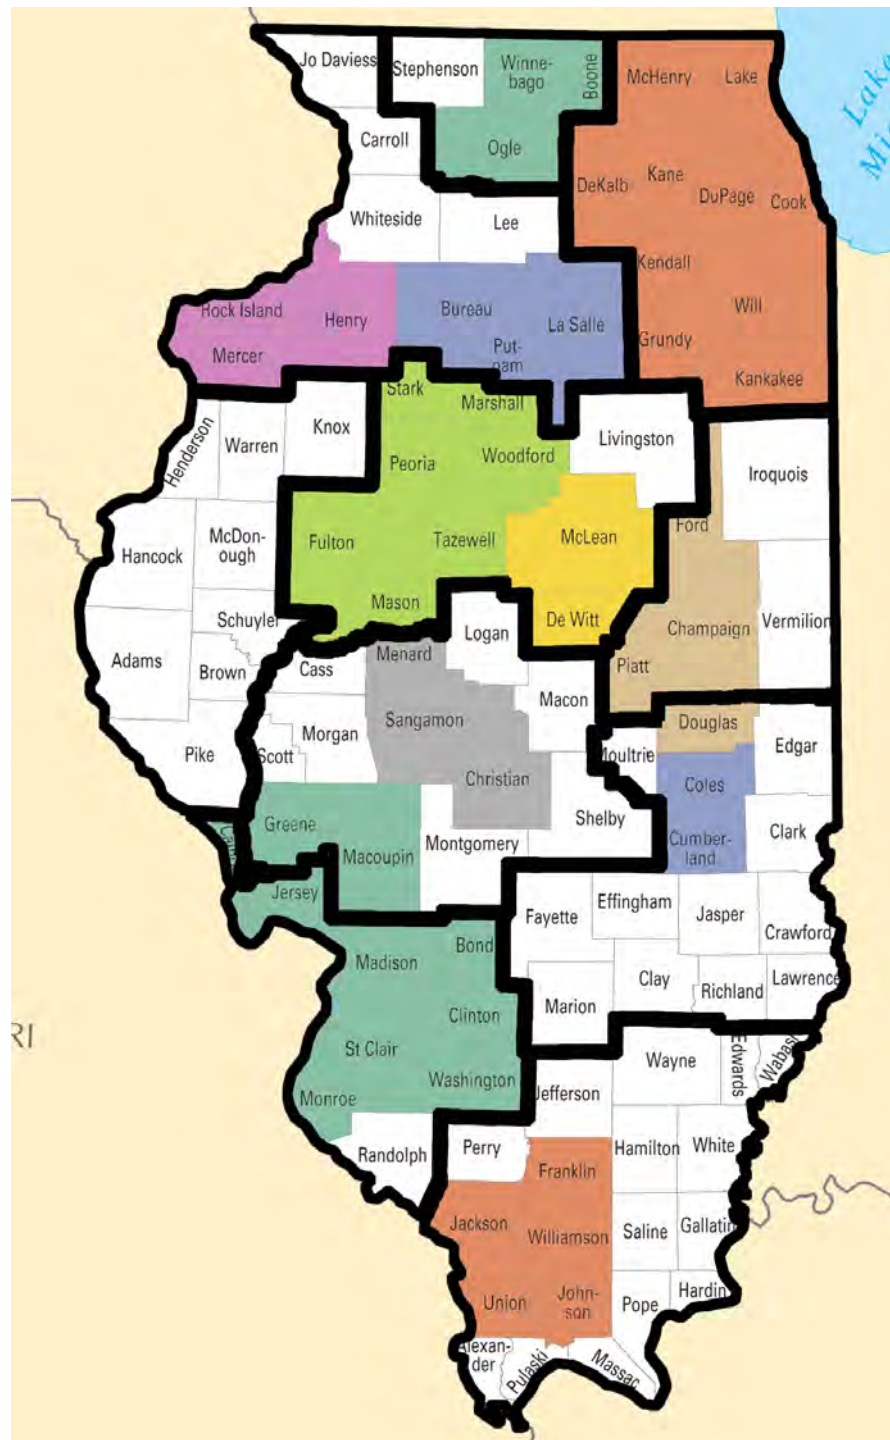 Jo Daviess
Stephenson
Winne-
bago
Boone
McHenry
Lake
Lake
Carroll
Ogle
DeKalb
Kane
DuPage
Cook
Whiteside
Lee
Kendall
Rock Island
Henry
Bureau
La Salle
Will
Mercer
Put-
nam
Grundy
Kankakee
Stark
Marshall
Henderson
Warren
Knox
Peoria
Woodford
Livingston
Iroquois
Ford
Hancock
McDon-
ough
Fulton
Tazewell
McLean
Mason
De Witt
Schuyler
Logan
Champaign
Vermilion
Adams
Brown
Cass
Menard
Piatt
Macon
Pike
Scott
Morgan
Sangamon
Christian
Moultrie
Douglas
Edgar
Coles
Greene
Macoupin
Montgomery
Shelby
Cumber-
land
Clark
Jersey
Fayette
Effingham
Jasper
Crawford
Madison
Bond
Clay
Richland
Lawrence
Marion
Clinton
RI
St Clair
Washington
Monroe
Jefferson
Wayne
Edwards
Wabash
Randolph
Perry
Franklin
Hamilton
White
Jackson
Williamson
Saline
Gallatin
Union
John-
son
Pope
Hardin
Alexan-
der
Pulaski
Massac